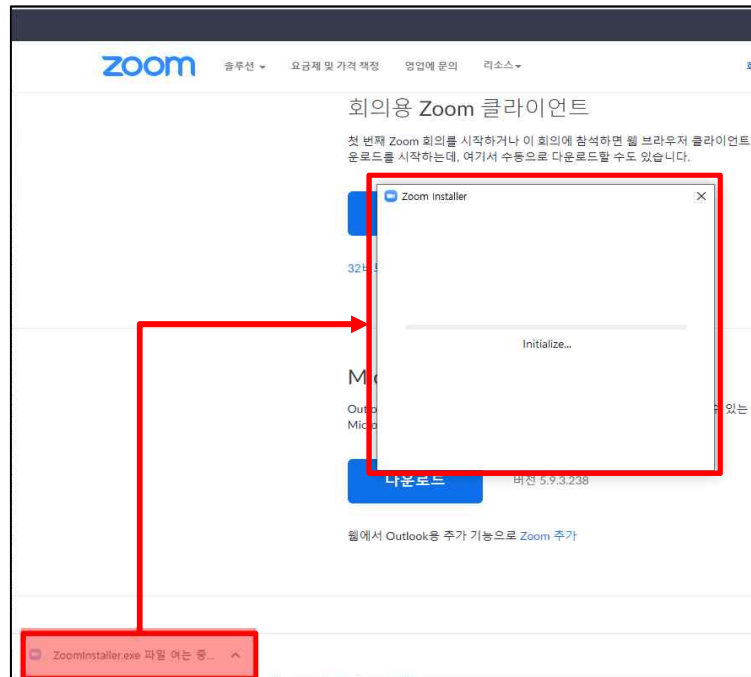 zoom 솔루션 요금제 및 가격 책정 영업에 문의 리소스
회의용 Zoom 클라이언트
첫 번째 Zoom 회의를 시작하거나 이 회의에 참석하면 웹 브라우저 클라이언트
운로드를 시작하는데, 여기서 수동으로 다운로드할 수도 있습니다.
Zoom Installer
Initialize...
다운로드 버전 5.9.3.238
웹에서 Outlook용 추가 기능으로 Zoom 추가
ZoomInstaller.exe 파일 여는 중...